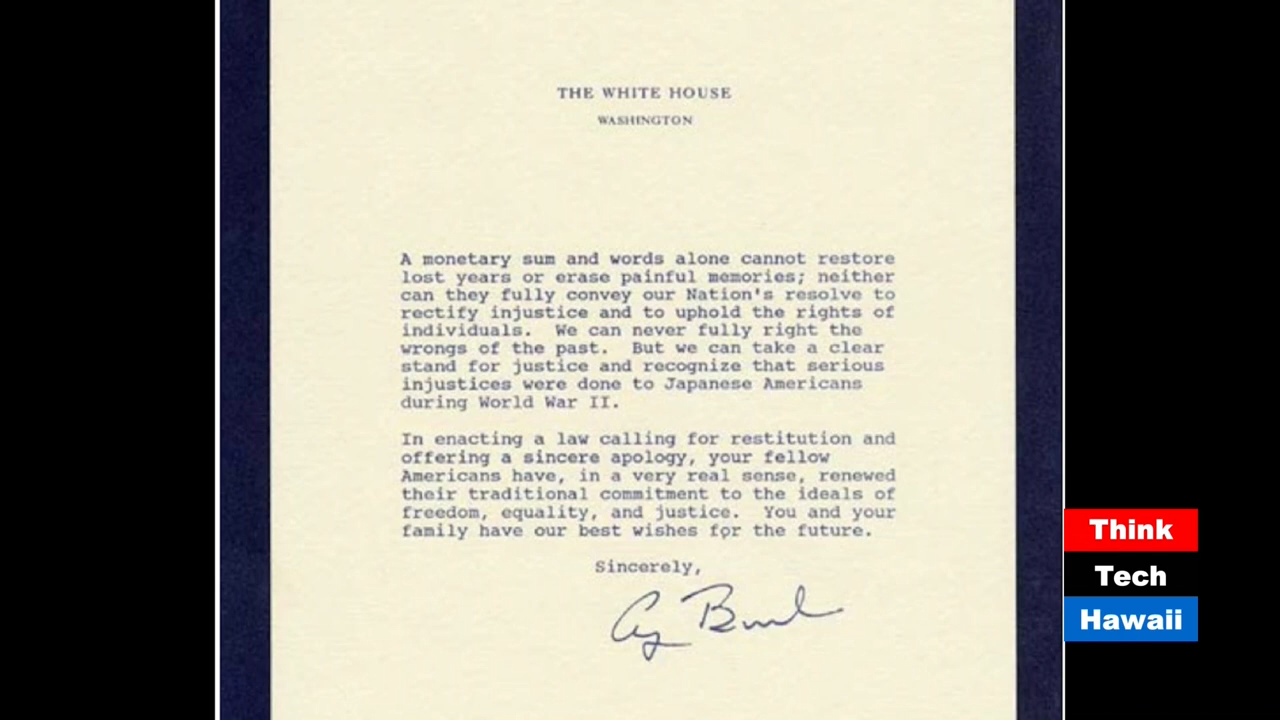 THE WHITE HOUSE
WASHINGTON
A monetary sum and words alone cannot restore
lost years or erase painful memories; neither
can they fully convey our Nation's resolve to
rectify injustice and to uphold the rights of
individuals. We can never fully right the
wrongs of the past. But we can take a clear
stand for justice and recognize that serious
injustices were done to Japanese Americans
during World War II.
In enacting a law calling for restitution and
offering a sincere apology, your fellow
Americans have, in a very real sense, renewed
their traditional commitment to the ideals of
freedom, equality, and justice. You and your
family have our best wishes for the future.
Sincerely,
Think
Tech
Hawaii